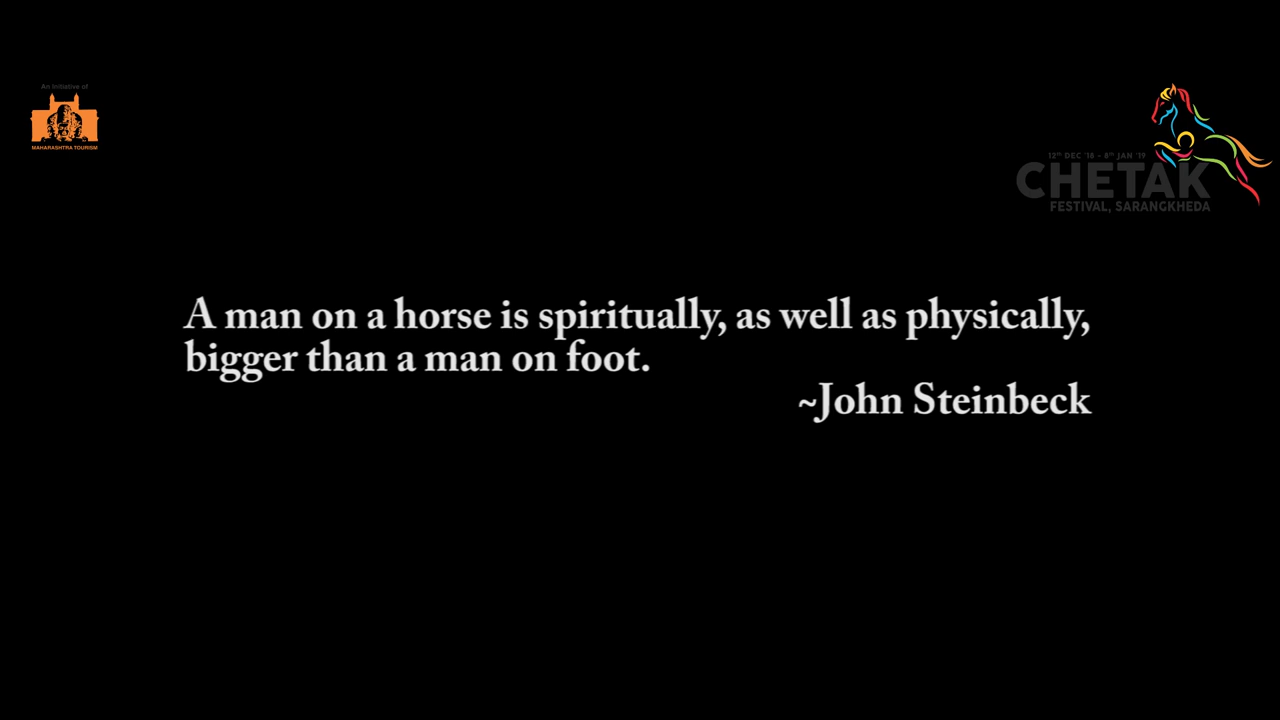 An Initiative of
MAHARASHTRA TOURISM
12th DEC '18 - 8th JAN '19
CHETAK
FESTIVAL, SARANGKHEDA
A man on a horse is spiritually, as well as physically,
bigger than a man on foot.
~John Steinbeck